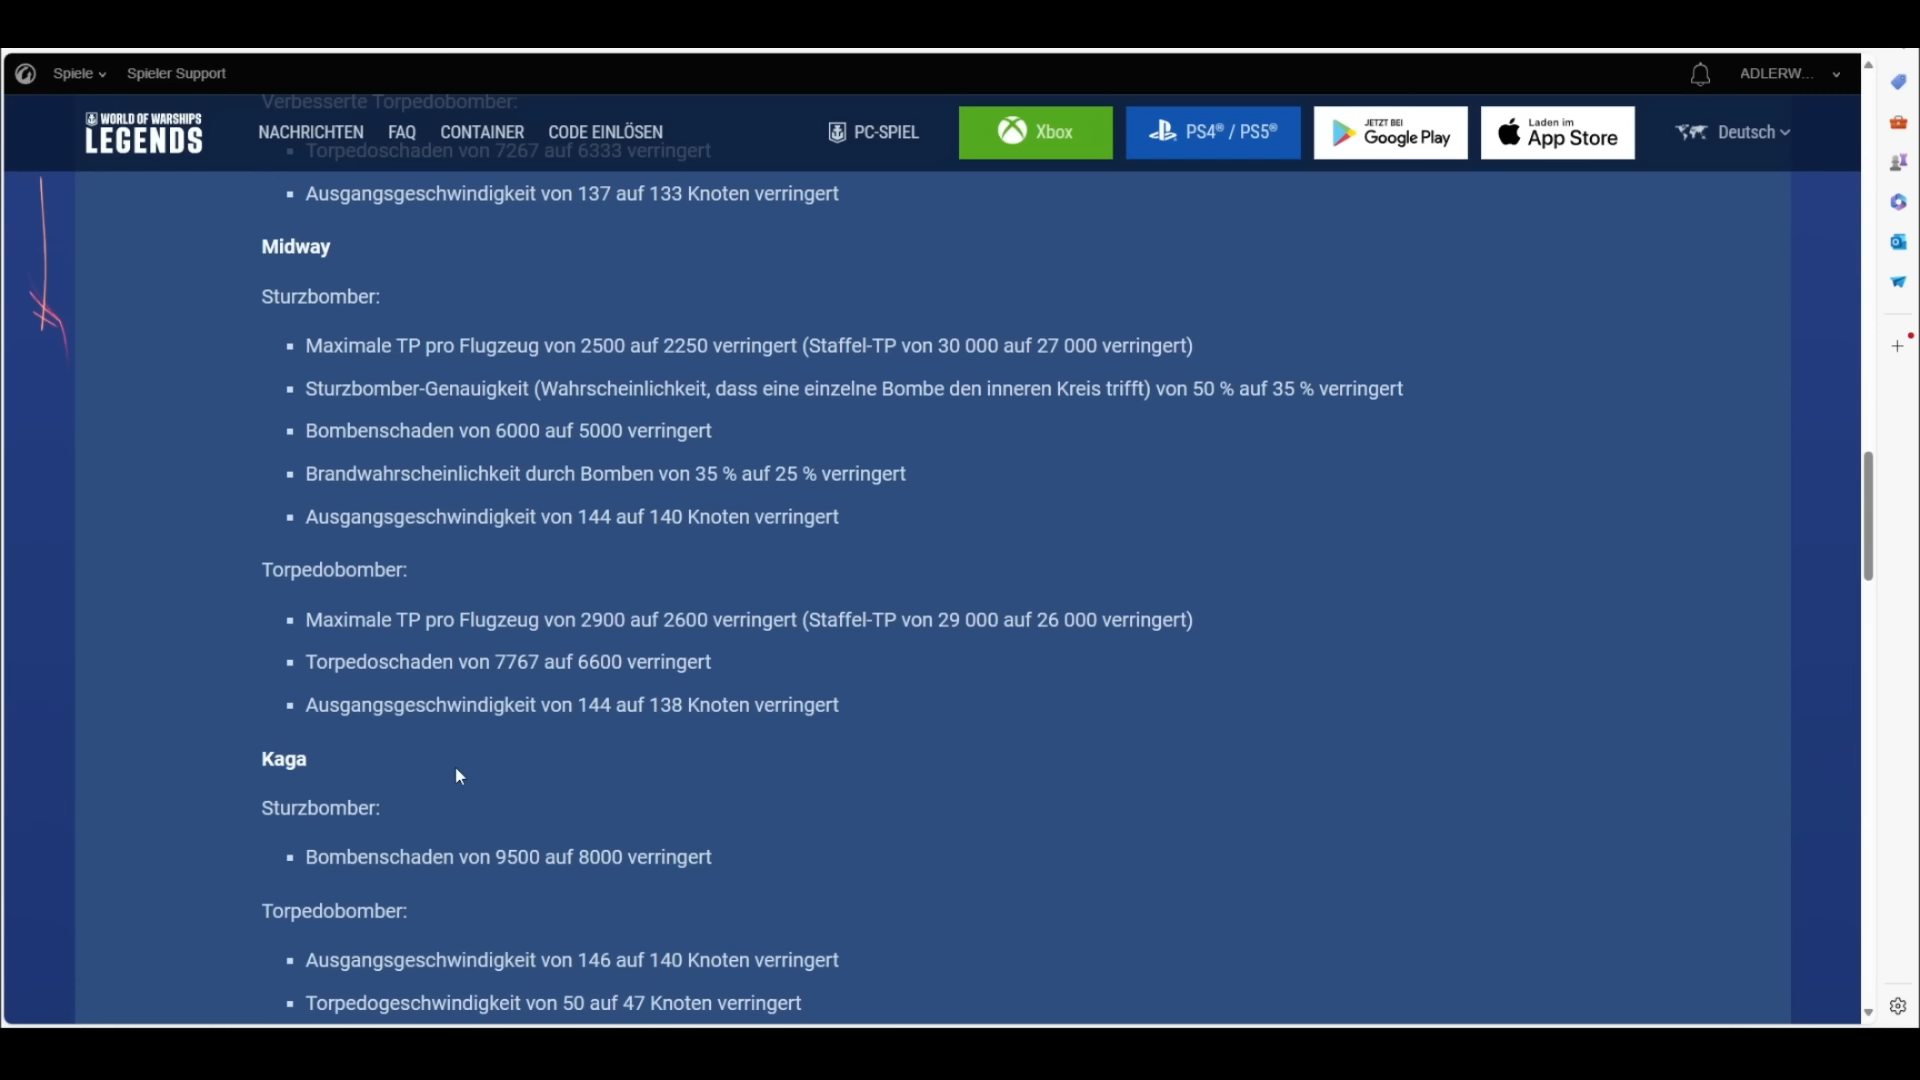 Spiele
Spieler Support
ADLERW...
Verbesserte Torpedobomber:
WORLD OF WARSHIPS
LEGENDS
NACHRICHTEN
FAQ
CONTAINER
CODE EINLÖSEN
PC-SPIEL
Xbox
PS4® / PS5®
JETZT BEI
Google Play
Laden im
App Store
Deutsch
▪ Torpedoschaden von 7267 auf 6333 verringert
▪ Ausgangsgeschwindigkeit von 137 auf 133 Knoten verringert
Midway
Sturzbomber:
▪ Maximale TP pro Flugzeug von 2500 auf 2250 verringert (Staffel-TP von 30 000 auf 27 000 verringert)
▪ Sturzbomber-Genauigkeit (Wahrscheinlichkeit, dass eine einzelne Bombe den inneren Kreis trifft) von 50 % auf 35 % verringert
▪ Bombenschaden von 6000 auf 5000 verringert
▪ Brandwahrscheinlichkeit durch Bomben von 35 % auf 25 % verringert
▪ Ausgangsgeschwindigkeit von 144 auf 140 Knoten verringert
Torpedobomber:
▪ Maximale TP pro Flugzeug von 2900 auf 2600 verringert (Staffel-TP von 29 000 auf 26 000 verringert)
▪ Torpedoschaden von 7767 auf 6600 verringert
▪ Ausgangsgeschwindigkeit von 144 auf 138 Knoten verringert
Kaga
Sturzbomber:
▪ Bombenschaden von 9500 auf 8000 verringert
Torpedobomber:
▪ Ausgangsgeschwindigkeit von 146 auf 140 Knoten verringert
▪ Torpedogeschwindigkeit von 50 auf 47 Knoten verringert